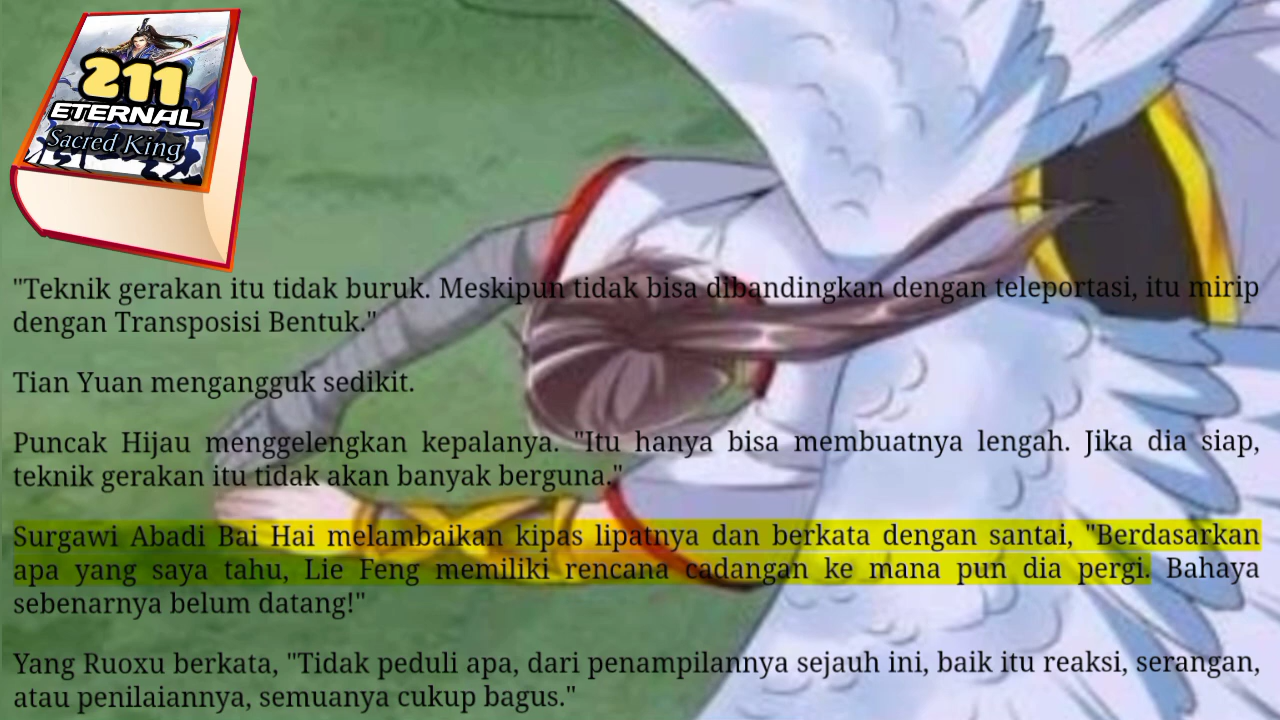 211
ETERNAL
Sacred King
"Teknik gerakan itu tidak buruk. Meskipun tidak bisa dibandingkan dengan teleportasi, itu mirip
dengan Transposisi Bentuk."
Tian Yuan mengangguk sedikit.
Puncak Hijau menggelengkan kepalanya. "Itu hanya bisa membuatnya lengah. Jika dia siap,
teknik gerakan itu tidak akan banyak berguna."
Surgawi Abadi Bai Hai melambaikan kipas lipatnya dan berkata dengan santai, "Berdasarkan
apa yang saya tahu, Lie Feng memiliki rencana cadangan ke mana pun dia pergi. Bahaya
sebenarnya belum datang!"
Yang Ruoxu berkata, "Tidak peduli apa, dari penampilannya sejauh ini, baik itu reaksi, serangan,
atau penilaiannya, semuanya cukup bagus."